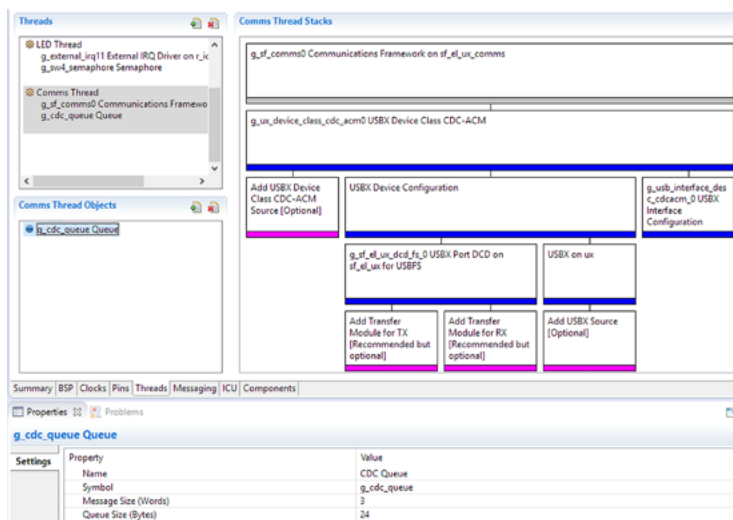 Threads
LED Thread
g_external_irq11 External IRQ Driver on r_ic
g_sw4_semaphore Semaphore
Comms Thread
g_sf_comms0 Communications Framewo
g_cdc_queue Queue
Comms Thread Objects
g_cdc_queue Queue
Comms Thread Stacks
g_sf_comms0 Communications Framework on sf_el_ux_comms
g_ux_device_class_cdc_acm0 USBX Device Class CDC-ACM
Add USBX Device
Class CDC-ACM
Source [Optional]
USBX Device Configuration
g_usb_interface_des
c_cdcacm_0 USBX
Interface
Configuration
g_sf_el_ux_dcd_fs_0 USBX Port DCD on
sf_el_ux for USBFS
USBX on ux
Add Transfer
Module for TX
[Recommended but
optional]
Add Transfer
Module for RX
[Recommended but
optional]
Add USBX Source
[Optional]
Summary BSP Clocks Pins Threads Messaging ICU Components
Properties Problems
g_cdc_queue Queue
Settings
Property Value
Name CDC Queue
Symbol g_cdc_queue
Message Size (Words) 3
Queue Size (Bytes) 24